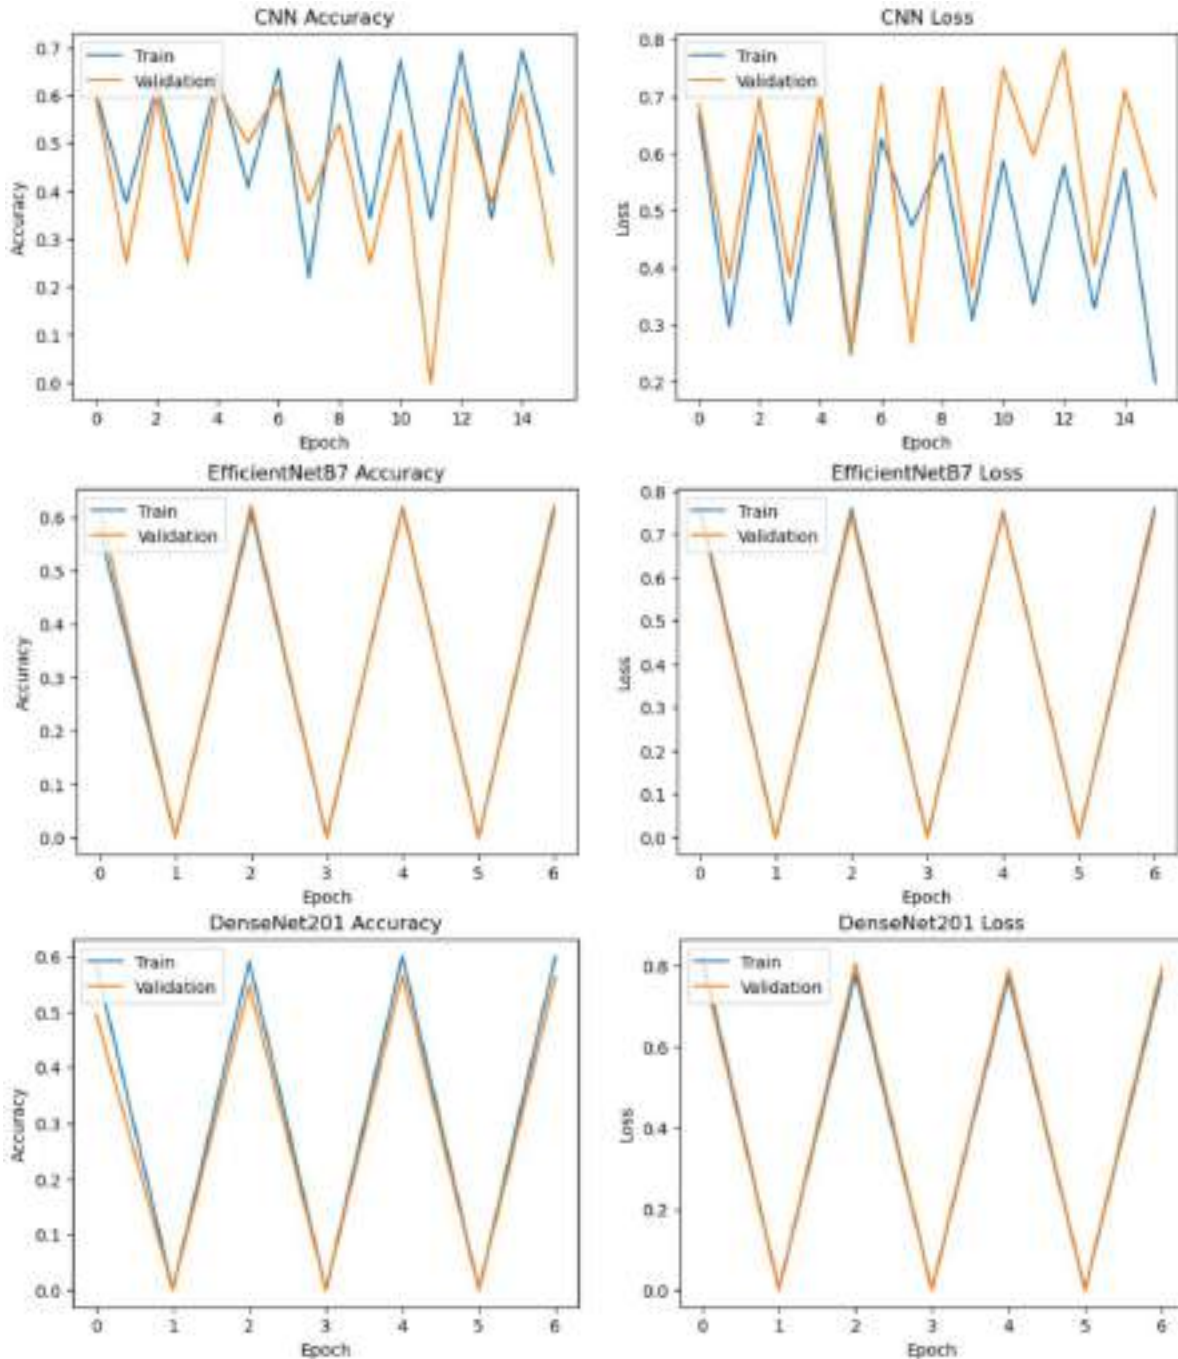 CNN Accuracy
Train
Validation
0.7
0.6
0.5
0.4
0.3
0.2
0.1
0.0
Accuracy
0 2 4 6 8 10 12 14
Epoch
CNN Loss
Train
Validation
0.8
0.7
0.6
0.5
0.4
0.3
0.2
Loss
0 2 4 6 8 10 12 14
Epoch
EfficientNetB7 Accuracy
Train
Validation
0.6
0.5
0.4
0.3
0.2
0.1
0.0
Accuracy
0 1 2 3 4 5 6
Epoch
EfficientNetB7 Loss
Train
Validation
0.8
0.7
0.6
0.5
0.4
0.3
0.2
0.1
0.0
Loss
0 1 2 3 4 5 6
Epoch
DenseNet201 Accuracy
Train
Validation
0.6
0.5
0.4
0.3
0.2
0.1
0.0
Accuracy
0 1 2 3 4 5 6
Epoch
DenseNet201 Loss
Train
Validation
0.8
0.6
0.4
0.2
0.0
Loss
0 1 2 3 4 5 6
Epoch